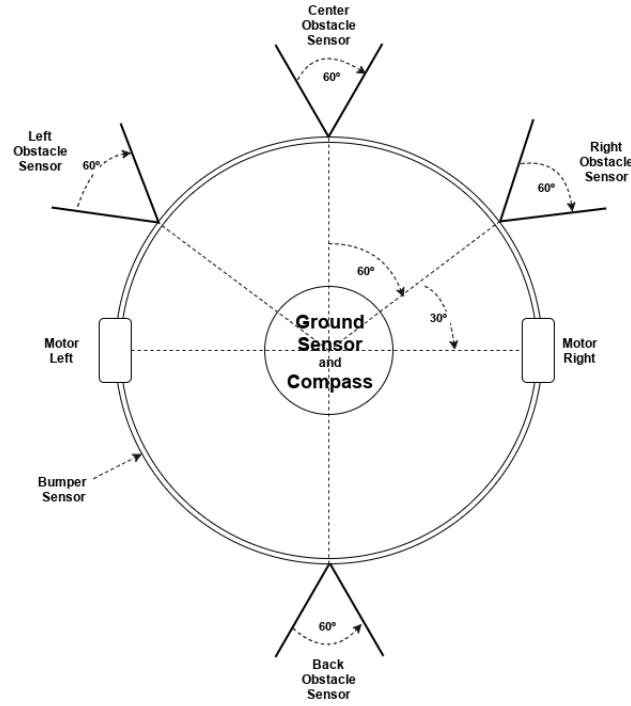 Center
Obstacle
Sensor
60º
Left
Obstacle
Sensor
60º
Right
Obstacle
Sensor
60º
60º
30º
Ground
Sensor
and
Compass
Motor
Left
Motor
Right
Bumper
Sensor
60º
Back
Obstacle
Sensor